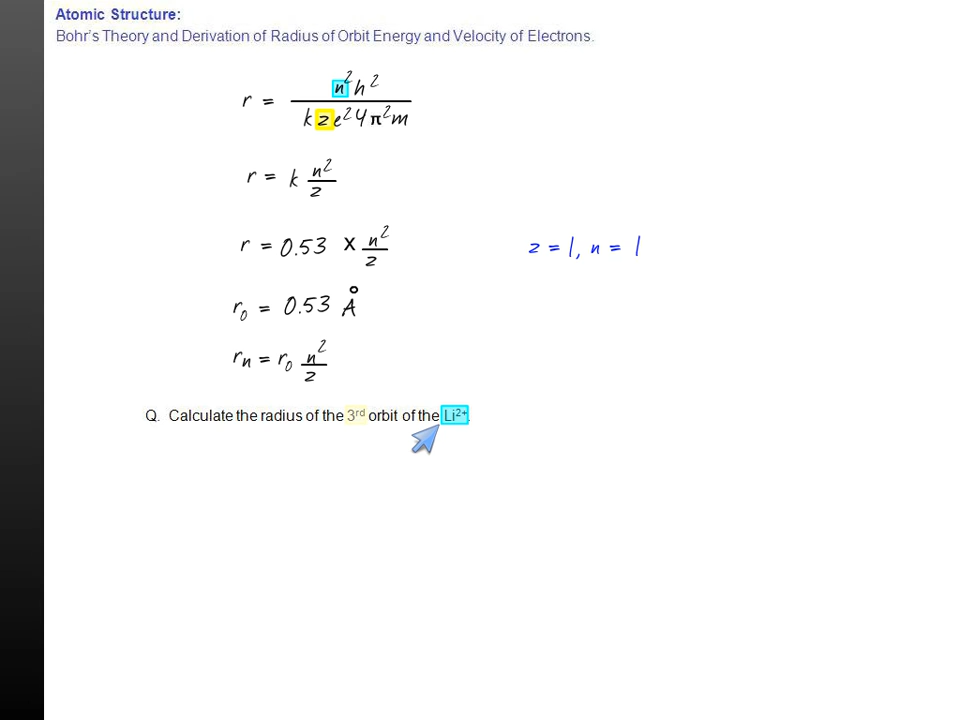 Atomic Structure:
Bohr's Theory and Derivation of Radius of Orbit Energy and Velocity of Electrons.
r = n²h² / kze²4π²m
r = k n²/z
r = 0.53 x n²/z
z = 1, n = 1
r₀ = 0.53 Å
rn = r₀ n²/z
Q. Calculate the radius of the 3rd orbit of the Li²⁺.